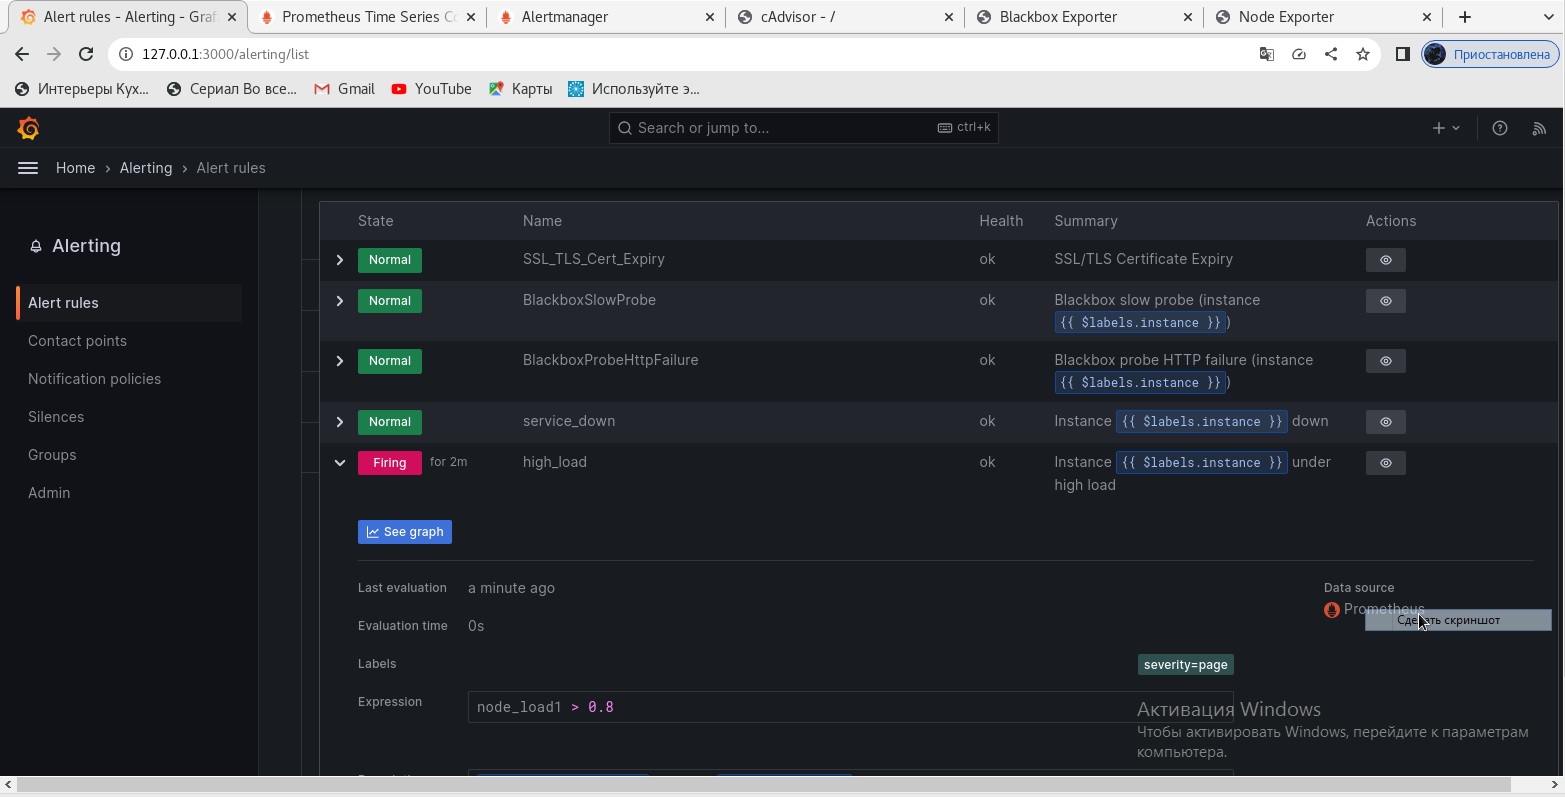 Alert rules - Alerting - Graf
Prometheus Time Series Co
Alertmanager
cAdvisor - /
Blackbox Exporter
Node Exporter
127.0.0.1:3000/alerting/list
Приостановлена
Интерьеры Кух...
Сериал Во все...
Gmail
YouTube
Карты
Используйте э...
Search or jump to...
ctrl+k
Home › Alerting › Alert rules
Alerting
Alert rules
Contact points
Notification policies
Silences
Groups
Admin
State Name Health Summary Actions
Normal SSL_TLS_Cert_Expiry ok SSL/TLS Certificate Expiry
Normal BlackboxSlowProbe ok Blackbox slow probe (instance
{{ $labels.instance }})
Normal BlackboxProbeHttpFailure ok Blackbox probe HTTP failure (instance
{{ $labels.instance }})
Normal service_down ok Instance {{ $labels.instance }} down
Firing for 2m high_load ok Instance {{ $labels.instance }} under
high load
See graph
Last evaluation a minute ago
Data source
Prometheus
Сделать скриншот
Evaluation time 0s
Labels severity=page
Expression node_load1 > 0.8
Активация Windows
Чтобы активировать Windows, перейдите к параметрам
компьютера.